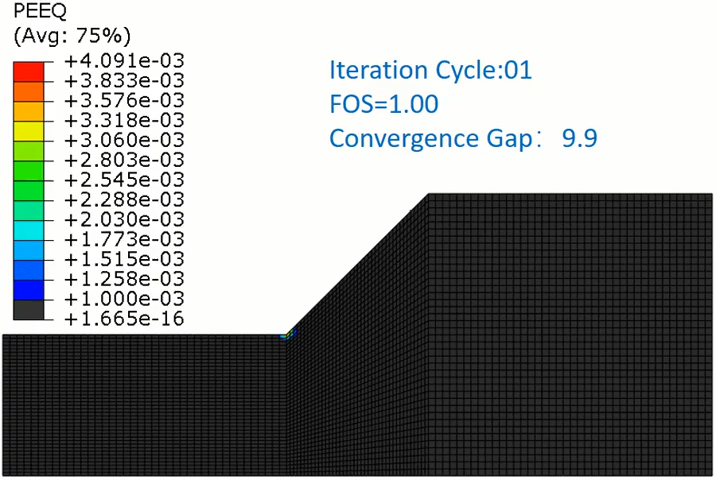 PEEQ
(Avg: 75%)
+4.091e-03
+3.833e-03
+3.576e-03
+3.318e-03
+3.060e-03
+2.803e-03
+2.545e-03
+2.288e-03
+2.030e-03
+1.773e-03
+1.515e-03
+1.258e-03
+1.000e-03
+1.665e-16
Iteration Cycle:01
FOS=1.00
Convergence Gap： 9.9